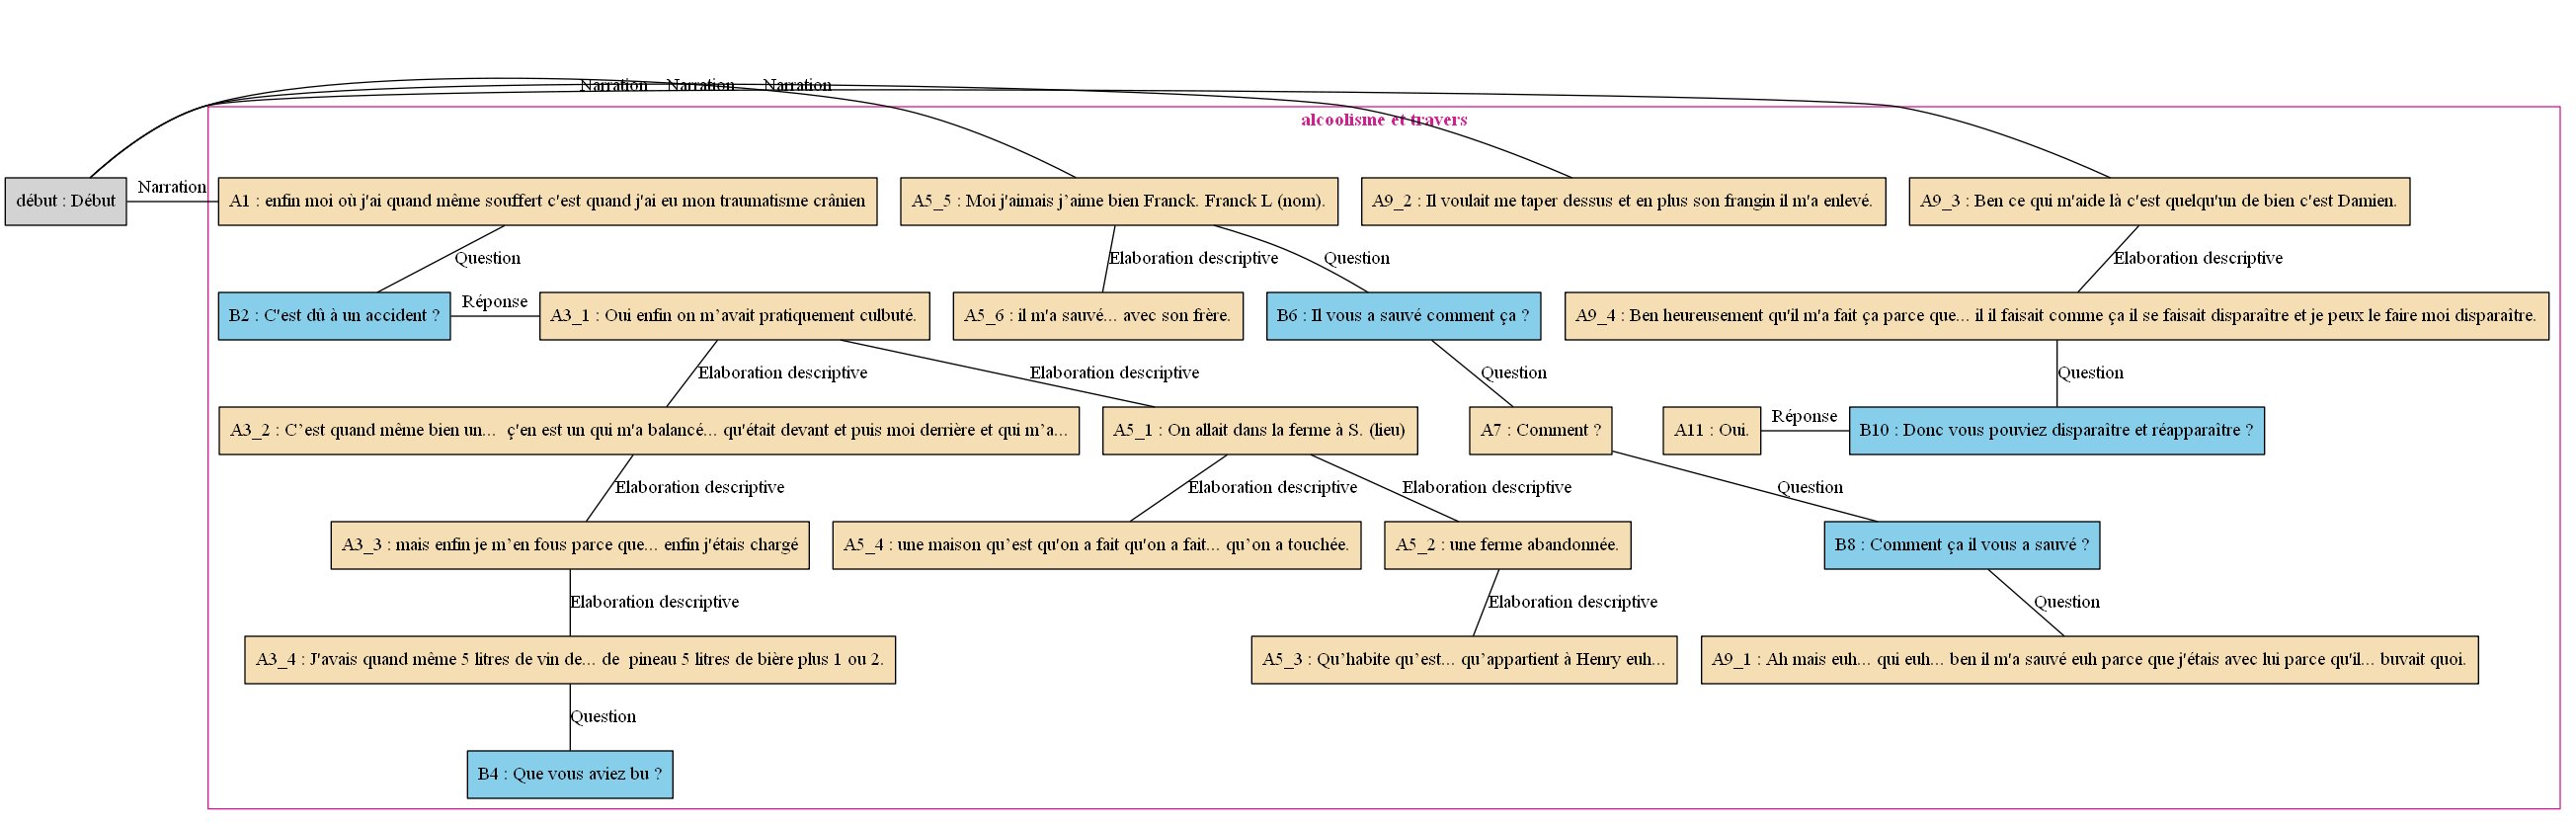 Narration Narration Narration
alcoolisme et travers
début : Début
Narration
A1 : enfin moi où j'ai quand même souffert c'est quand j'ai eu mon traumatisme crânien
A5_5 : Moi j'aimais j’aime bien Franck. Franck L (nom).
A9_2 : Il voulait me taper dessus et en plus son frangin il m'a enlevé.
A9_3 : Ben ce qui m'aide là c'est quelqu'un de bien c'est Damien.
Question
Elaboration descriptive
Question
Elaboration descriptive
B2 : C'est dû à un accident ?
Réponse
A3_1 : Oui enfin on m’avait pratiquement culbuté.
A5_6 : il m'a sauvé... avec son frère.
B6 : Il vous a sauvé comment ça ?
A9_4 : Ben heureusement qu'il m'a fait ça parce que... il il faisait comme ça il se faisait disparaître et je peux le faire moi disparaître.
Elaboration descriptive
Elaboration descriptive
Question
Question
A3_2 : C’est quand même bien un...  ç'en est un qui m'a balancé... qu'était devant et puis moi derrière et qui m’a...
A5_1 : On allait dans la ferme à S. (lieu)
A7 : Comment ?
A11 : Oui.
Réponse
B10 : Donc vous pouviez disparaître et réapparaître ?
Elaboration descriptive
Elaboration descriptive
Elaboration descriptive
Question
A3_3 : mais enfin je m’en fous parce que... enfin j'étais chargé
A5_4 : une maison qu’est qu'on a fait qu'on a fait... qu’on a touchée.
A5_2 : une ferme abandonnée.
B8 : Comment ça il vous a sauvé ?
Elaboration descriptive
Elaboration descriptive
Question
A3_4 : J'avais quand même 5 litres de vin de... de  pineau 5 litres de bière plus 1 ou 2.
A5_3 : Qu’habite qu’est... qu’appartient à Henry euh...
A9_1 : Ah mais euh... qui euh... ben il m'a sauvé euh parce que j'étais avec lui parce qu'il... buvait quoi.
Question
B4 : Que vous aviez bu ?